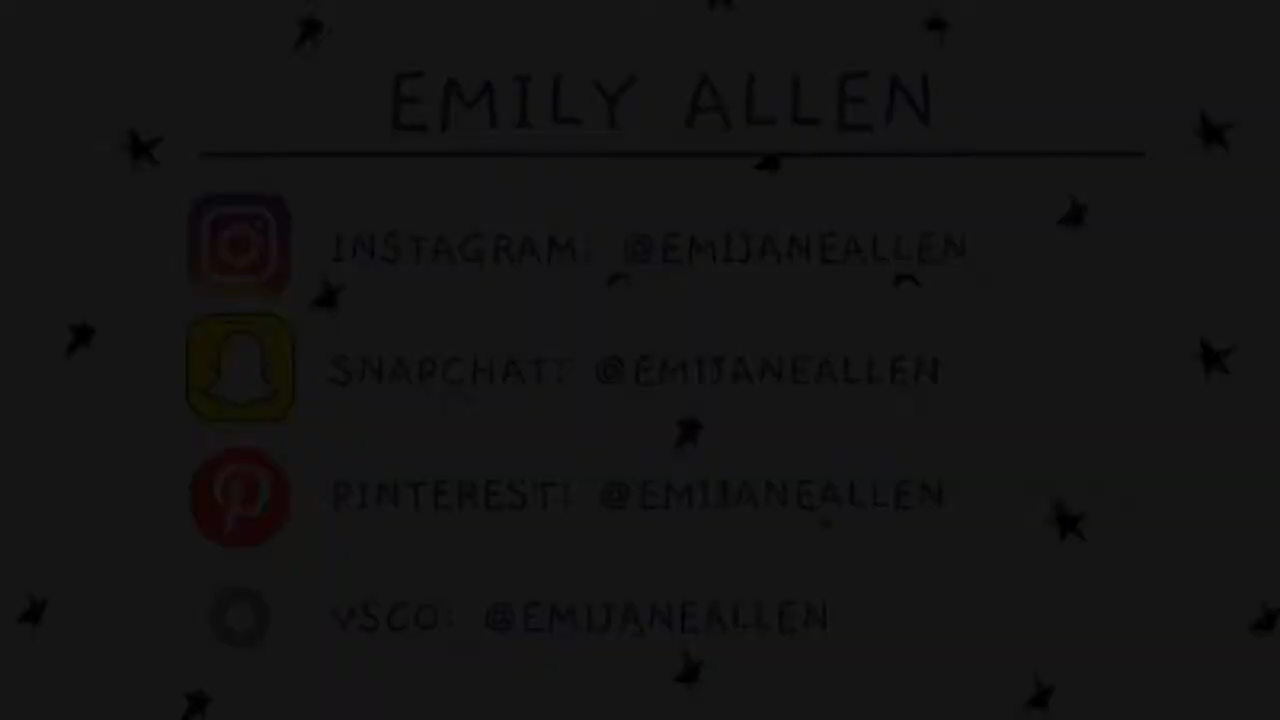 EMILY ALLEN
INSTAGRAM: @EMIJANEALLEN
SNAPCHAT: @EMIJANEALLEN
PINTEREST: @EMIJANEALLEN
VSCO: @EMIJANEALLEN